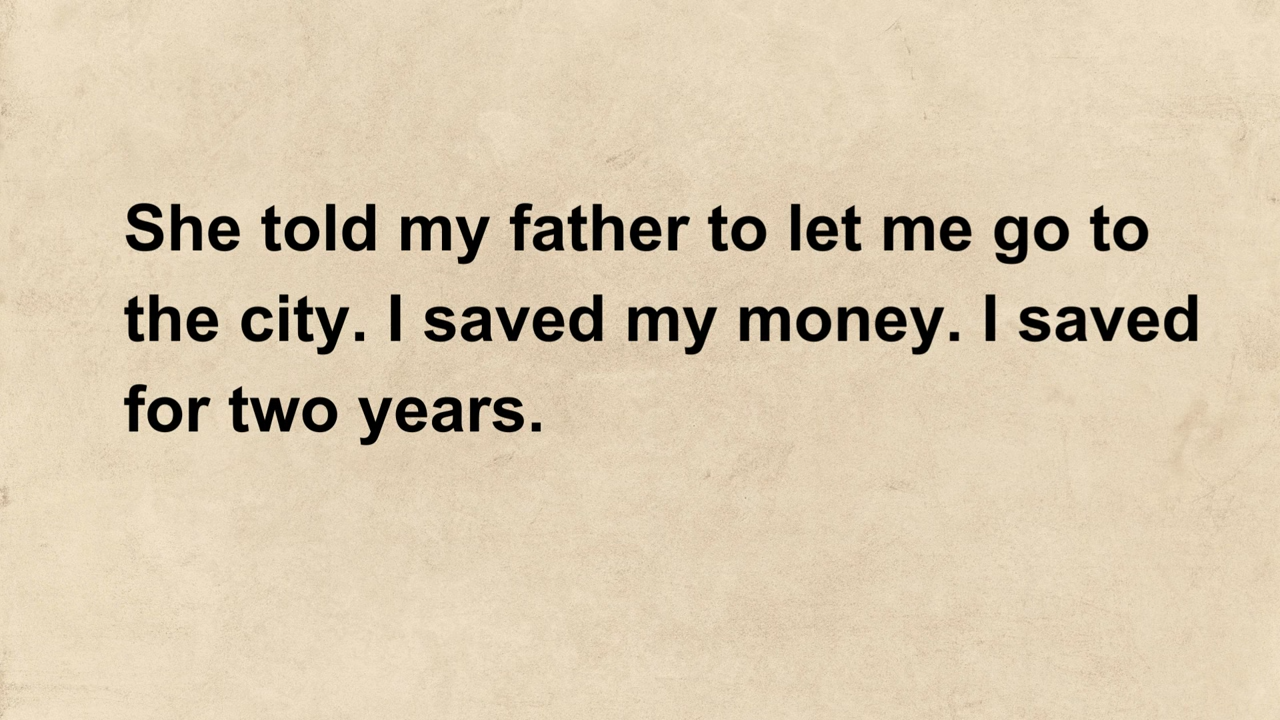 She told my father to let me go to
the city. I saved my money. I saved
for two years.